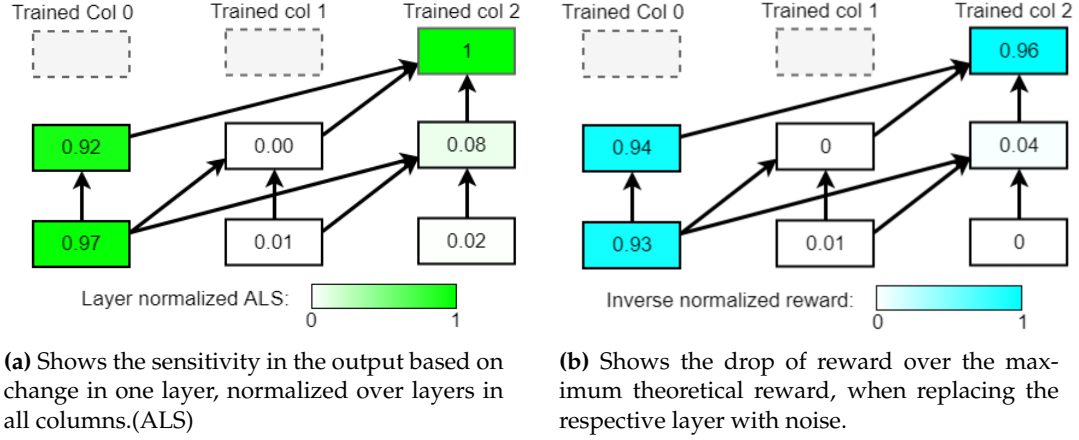 Trained Col 0
Trained col 1
Trained col 2
1
0.92
0.00
0.08
0.97
0.01
0.02
Layer normalized ALS:
0
1
(a) Shows the sensitivity in the output based on
change in one layer, normalized over layers in
all columns.(ALS)
Trained Col 0
Trained col 1
Trained col 2
0.96
0.94
0
0.04
0.93
0.01
0
Inverse normalized reward:
0
1
(b) Shows the drop of reward over the max-
imum theoretical reward, when replacing the
respective layer with noise.